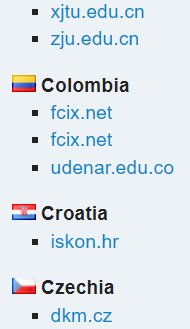 xjtu.edu.cn
zju.edu.cn
Colombia
fcix.net
fcix.net
udenar.edu.co
Croatia
iskon.hr
Czechia
dkm.cz